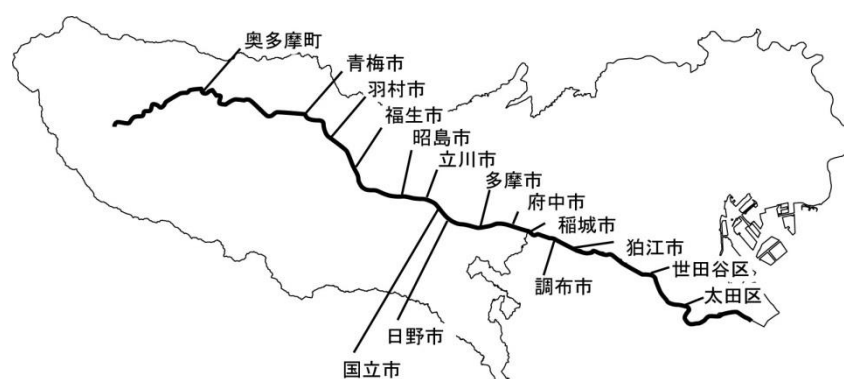 奥多摩町
青梅市
羽村市
福生市
昭島市
立川市
多摩市
府中市
稲城市
狛江市
世田谷区
太田区
調布市
日野市
国立市